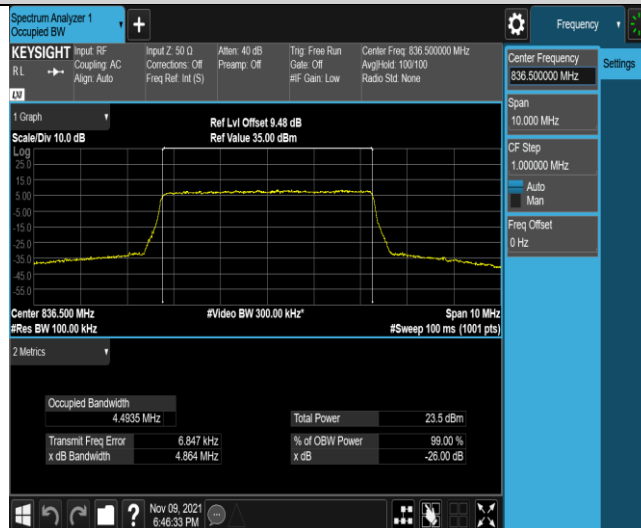 Spectrum Analyzer 1
Occupied BW
+
Frequency
KEYSIGHT
RL
LXI
Input: RF
Coupling: AC
Align: Auto
Input Z: 50 Ω
Corrections: Off
Freq Ref: Int (S)
Atten: 40 dB
Preamp: Off
Trig: Free Run
Gate: Off
#IF Gain: Low
Center Freq: 836.500000 MHz
Avg|Hold: 100/100
Radio Std: None
Center Frequency
836.500000 MHz
Settings
Span
10.000 MHz
CF Step
1.000000 MHz
Auto
Man
Freq Offset
0 Hz
1 Graph
Scale/Div 10.0 dB
Ref Lvl Offset 9.48 dB
Ref Value 35.00 dBm
Log
25.0
15.0
5.00
-5.00
-15.0
-25.0
-35.0
-45.0
-55.0
Center 836.500 MHz
#Video BW 300.00 kHz*
Span 10 MHz
#Res BW 100.00 kHz
#Sweep 100 ms (1001 pts)
2 Metrics
Occupied Bandwidth
4.4935 MHz
Total Power 23.5 dBm
Transmit Freq Error 6.847 kHz
% of OBW Power 99.00 %
x dB Bandwidth 4.864 MHz
x dB -26.00 dB
?
Nov 09, 2021
6:46:33 PM